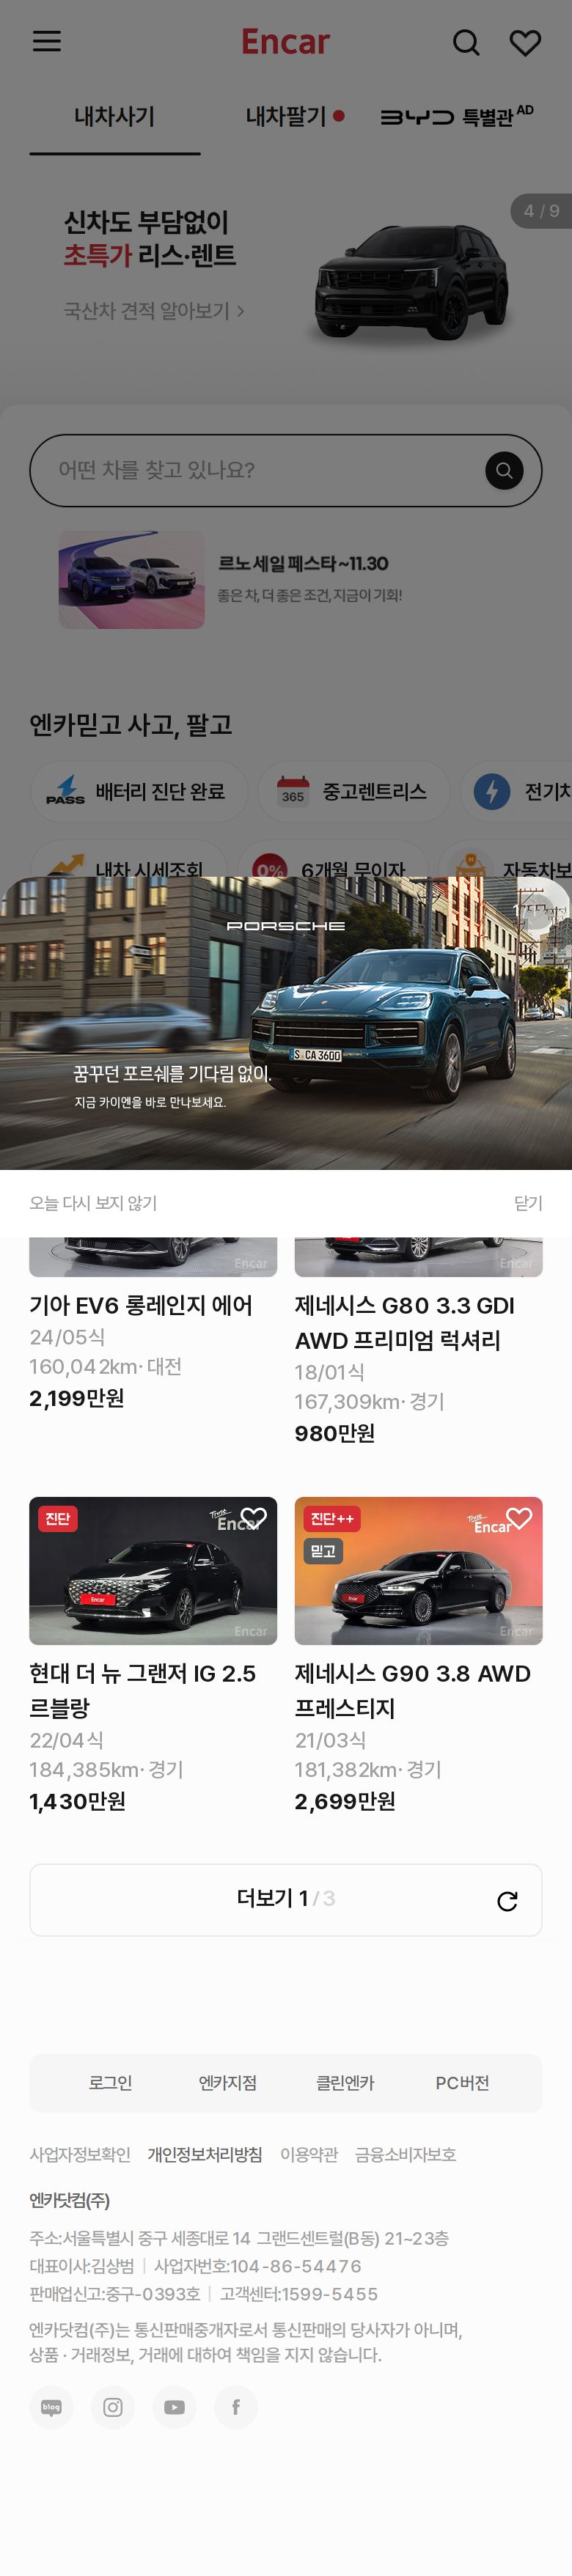 Encar
내차사기
내차팔기
BYD 특별관 AD
신차도 부담없이
초특가 리스·렌트
국산차 견적 알아보기 >
4 / 9
어떤 차를 찾고 있나요?
르노 세일 페스타 ~11.30
좋은 차, 더 좋은 조건, 지금이 기회!
엔카믿고 사고, 팔고
PASS 배터리 진단 완료
365 중고렌트리스
전기차
내차 시세조회
0% 6개월 무이자
자동차보
PORSCHE
S CA 3600
꿈꾸던 포르쉐를 기다림 없이.
지금 카이엔을 바로 만나보세요.
오늘 다시 보지 않기
닫기
Encar
Encar
기아 EV6 롱레인지 에어
24/05식
160,042km· 대전
2,199만원
제네시스 G80 3.3 GDI
AWD 프리미엄 럭셔리
18/01식
167,309km· 경기
980만원
진단
Encar
Encar
Encar
진단++
믿고
Encar
Encar
Encar
현대 더 뉴 그랜저 IG 2.5
르블랑
22/04식
184,385km· 경기
1,430만원
제네시스 G90 3.8 AWD
프레스티지
21/03식
181,382km· 경기
2,699만원
더보기 1 / 3
로그인
엔카지점
클린엔카
PC버전
사업자정보확인 개인정보처리방침 이용약관 금융소비자보호
엔카닷컴(주)
주소:서울특별시 중구 세종대로 14 그랜드센트럴(B동) 21~23층
대표이사:김상범 | 사업자번호:104-86-54476
판매업신고:중구-0393호 | 고객센터:1599-5455
엔카닷컴(주)는 통신판매중개자로서 통신판매의 당사자가 아니며,
상품 · 거래정보, 거래에 대하여 책임을 지지 않습니다.
blog